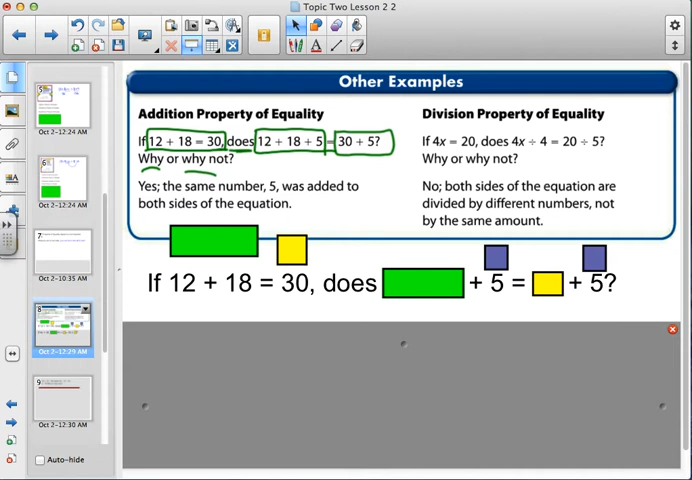 Topic Two Lesson 2 2
Other Examples
Addition Property of Equality
If 12 + 18 = 30, does 12 + 18 + 5 = 30 + 5?
Why or why not?
Yes; the same number, 5, was added to
both sides of the equation.
Division Property of Equality
If 4x = 20, does 4x ÷ 4 = 20 ÷ 5?
Why or why not?
No; both sides of the equation are
divided by different numbers, not
by the same amount.
If 12 + 18 = 30, does + 5 = + 5?
5
Oct 2–12:24 AM
6
Oct 2–12:24 AM
7
Oct 2–10:35 AM
8
Oct 2–12:29 AM
9
Oct 2–12:30 AM
Auto-hide